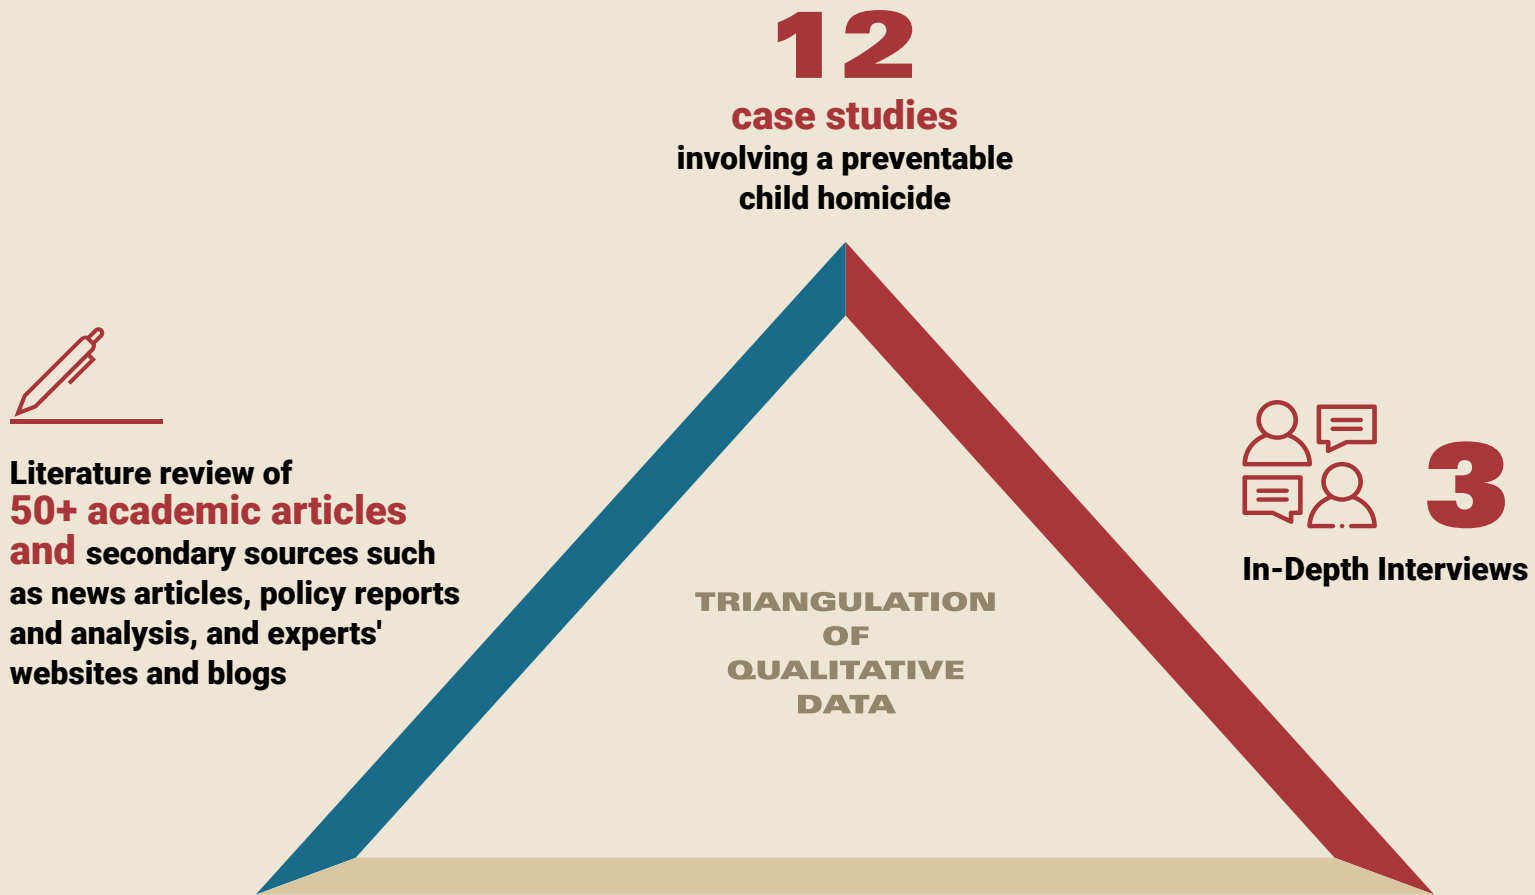 12
case studies
involving a preventable
child homicide
Literature review of
50+ academic articles
and secondary sources such
as news articles, policy reports
and analysis, and experts'
websites and blogs
3
In-Depth Interviews
TRIANGULATION
OF
QUALITATIVE
DATA